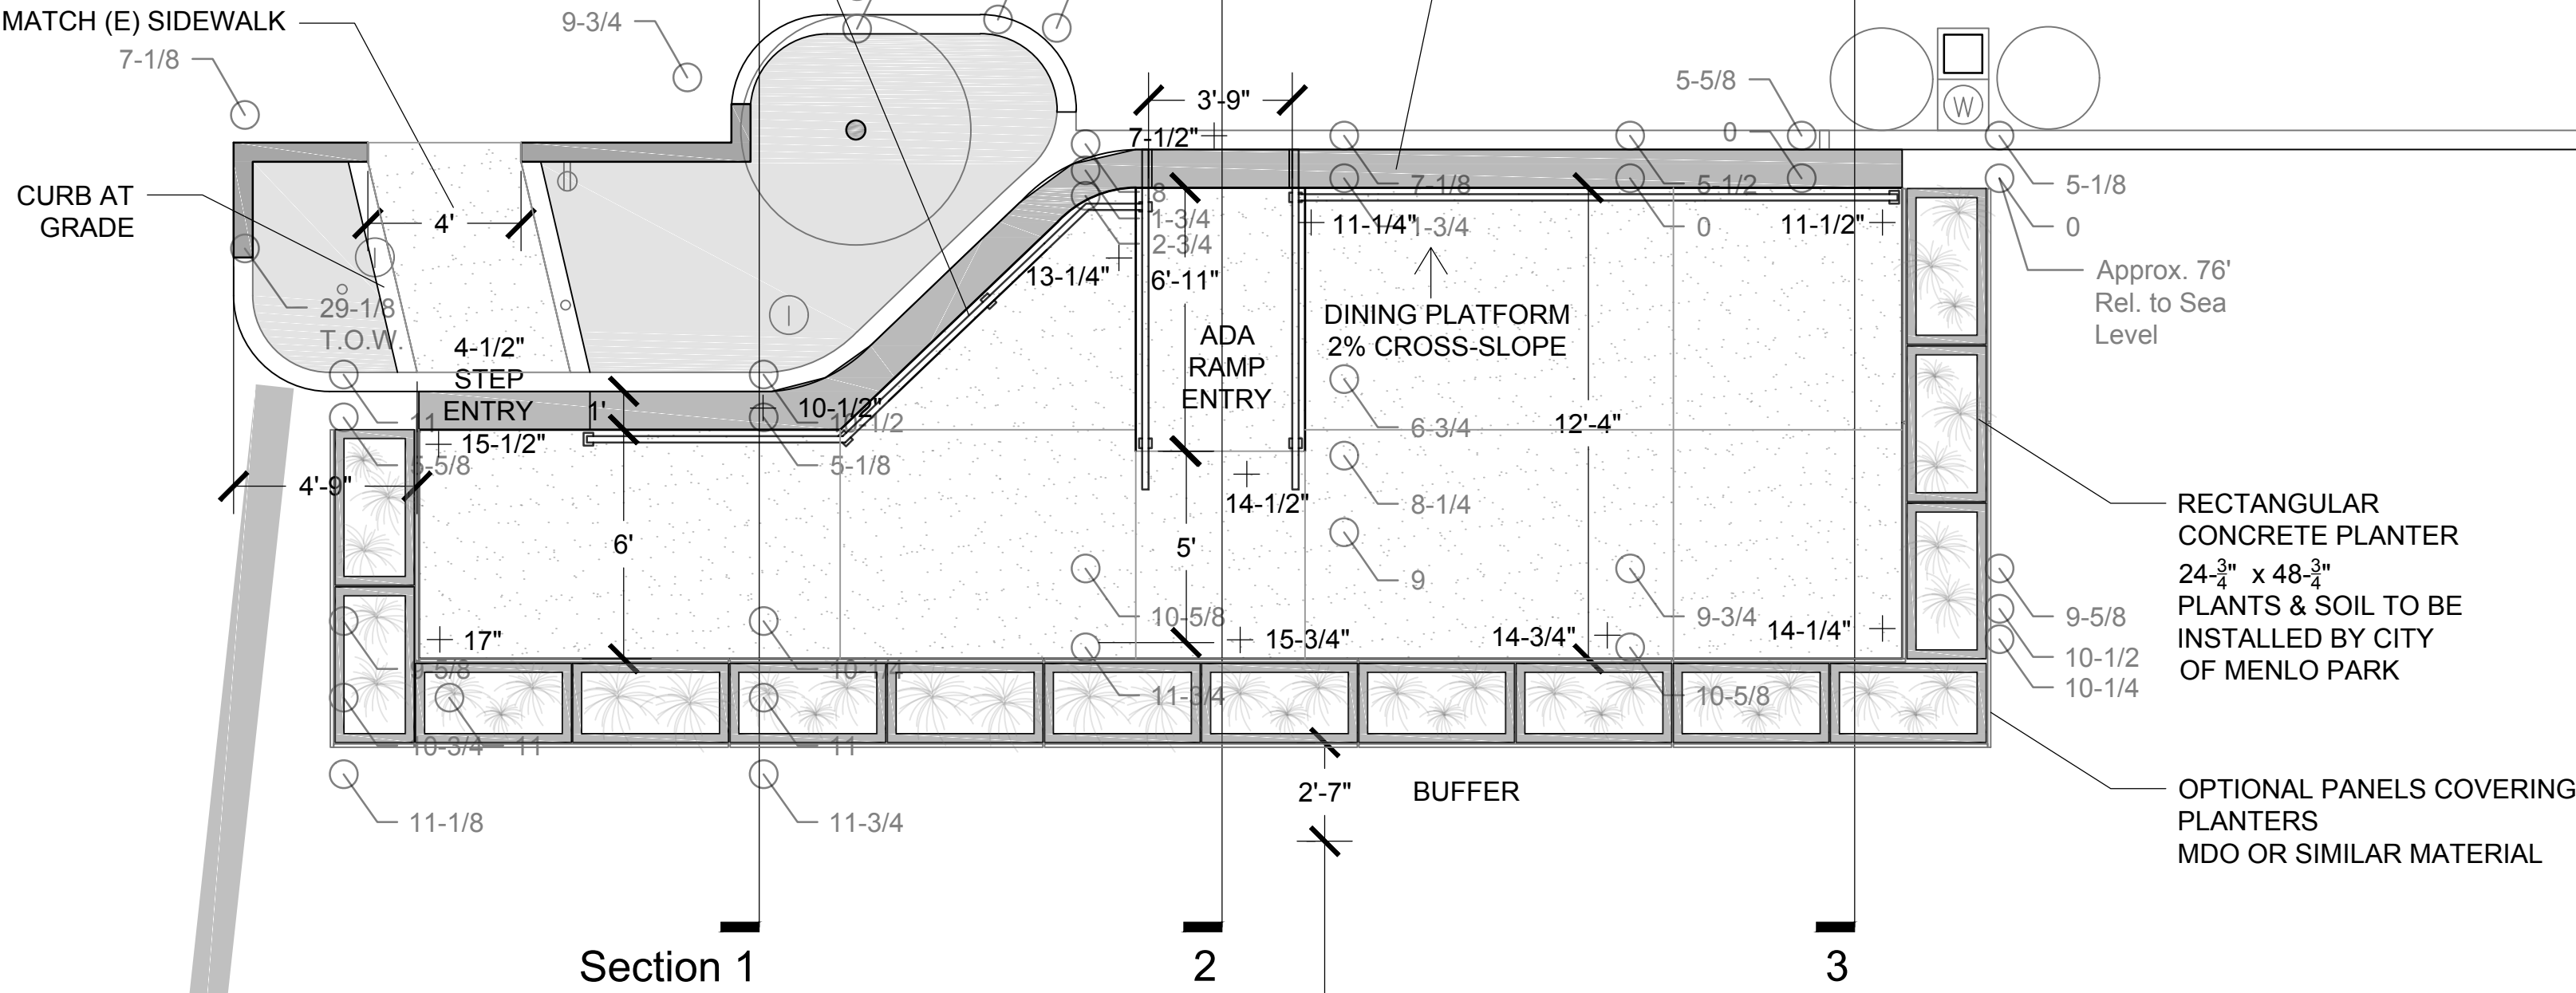 MATCH (E) SIDEWALK
7-1/8
9-3/4
3'-9"
7-1/2"
5-5/8
0
W
CURB AT
GRADE
4'
8
1-3/4
2-3/4
7-1/8
5-1/2
5-1/8
11-1/4"
1-3/4
0
11-1/2"
0
13-1/4"
6'-11"
Approx. 76'
Rel. to Sea
Level
29-1/8
T.O.W.
DINING PLATFORM
2% CROSS-SLOPE
ADA
RAMP
ENTRY
4-1/2"
STEP
ENTRY
1'
10-1/2"
11
6-3/4
12'-4"
15-1/2"
5-5/8
5-1/8
4'-9"
14-1/2"
8-1/4
RECTANGULAR
CONCRETE PLANTER
24-3/4" x 48-3/4"
PLANTS & SOIL TO BE
INSTALLED BY CITY
OF MENLO PARK
6'
5'
9
10-5/8
9-3/4
9-5/8
17"
15-3/4"
14-3/4"
14-1/4"
10-1/2
10-1/4
9-5/8
10-1/4
11-3/4
10-5/8
10-3/4
11
11
2'-7"
BUFFER
OPTIONAL PANELS COVERING
PLANTERS
MDO OR SIMILAR MATERIAL
11-1/8
11-3/4
Section 1
2
3